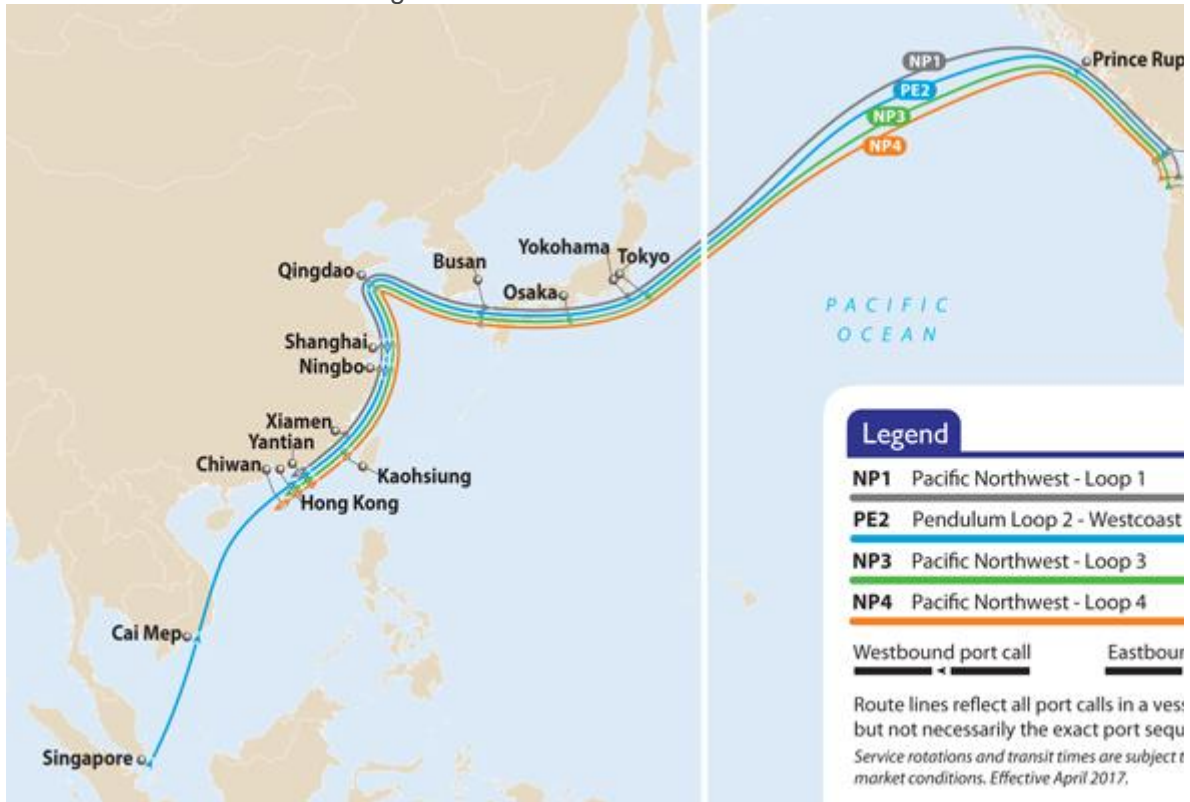 NP1
Prince Rup
PE2
NP3
NP4
Yokohama
Tokyo
Busan
Qingdao
Osaka
PACIFIC
OCEAN
Shanghai
Ningbo
Xiamen
Yantian
Chiwan
Kaohsiung
Hong Kong
Cai Mep
Singapore
Legend
NP1 Pacific Northwest - Loop 1
PE2 Pendulum Loop 2 - Westcoast
NP3 Pacific Northwest - Loop 3
NP4 Pacific Northwest - Loop 4
Westbound port call Eastboun
Route lines reflect all port calls in a vess
but not necessarily the exact port sequ
Service rotations and transit times are subject t
market conditions. Effective April 2017.